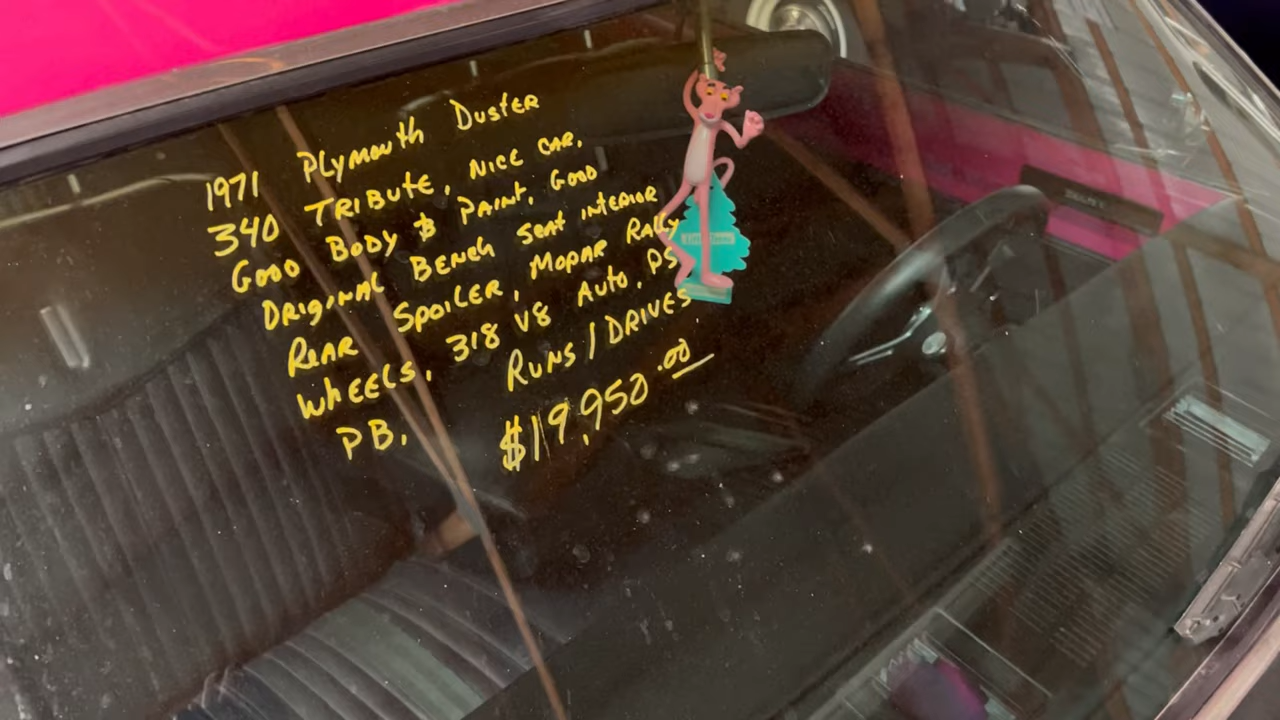 1971 Plymouth Duster
340 Tribute, Nice car,
Good Body & Paint, Good
Original Bench Seat interior
Rear Spoiler, Mopar Rally
Wheels, 318 V8 Auto, PS
PB, Runs / Drives
$19,950.00